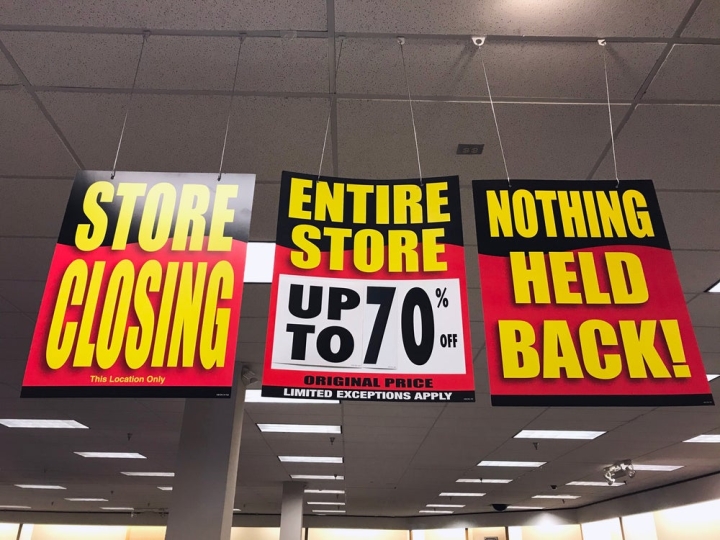 STORE
CLOSING
This Location Only
ENTIRE
STORE
UP TO 70% OFF
ORIGINAL PRICE
LIMITED EXCEPTIONS APPLY
NOTHING
HELD
BACK!